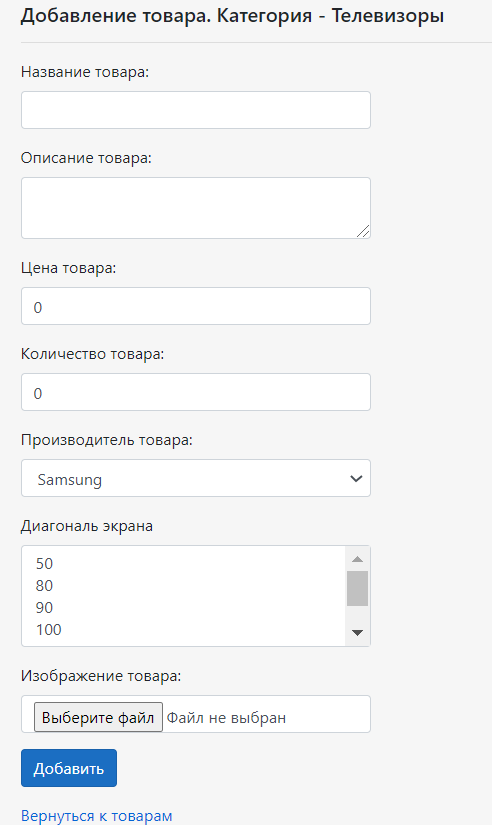 Добавление товара. Категория - Телевизоры
Название товара:
Описание товара:
Цена товара:
0
Количество товара:
0
Производитель товара:
Samsung
Диагональ экрана
50
80
90
100
Изображение товара:
Выберите файл Файл не выбран
Добавить
Вернуться к товарам